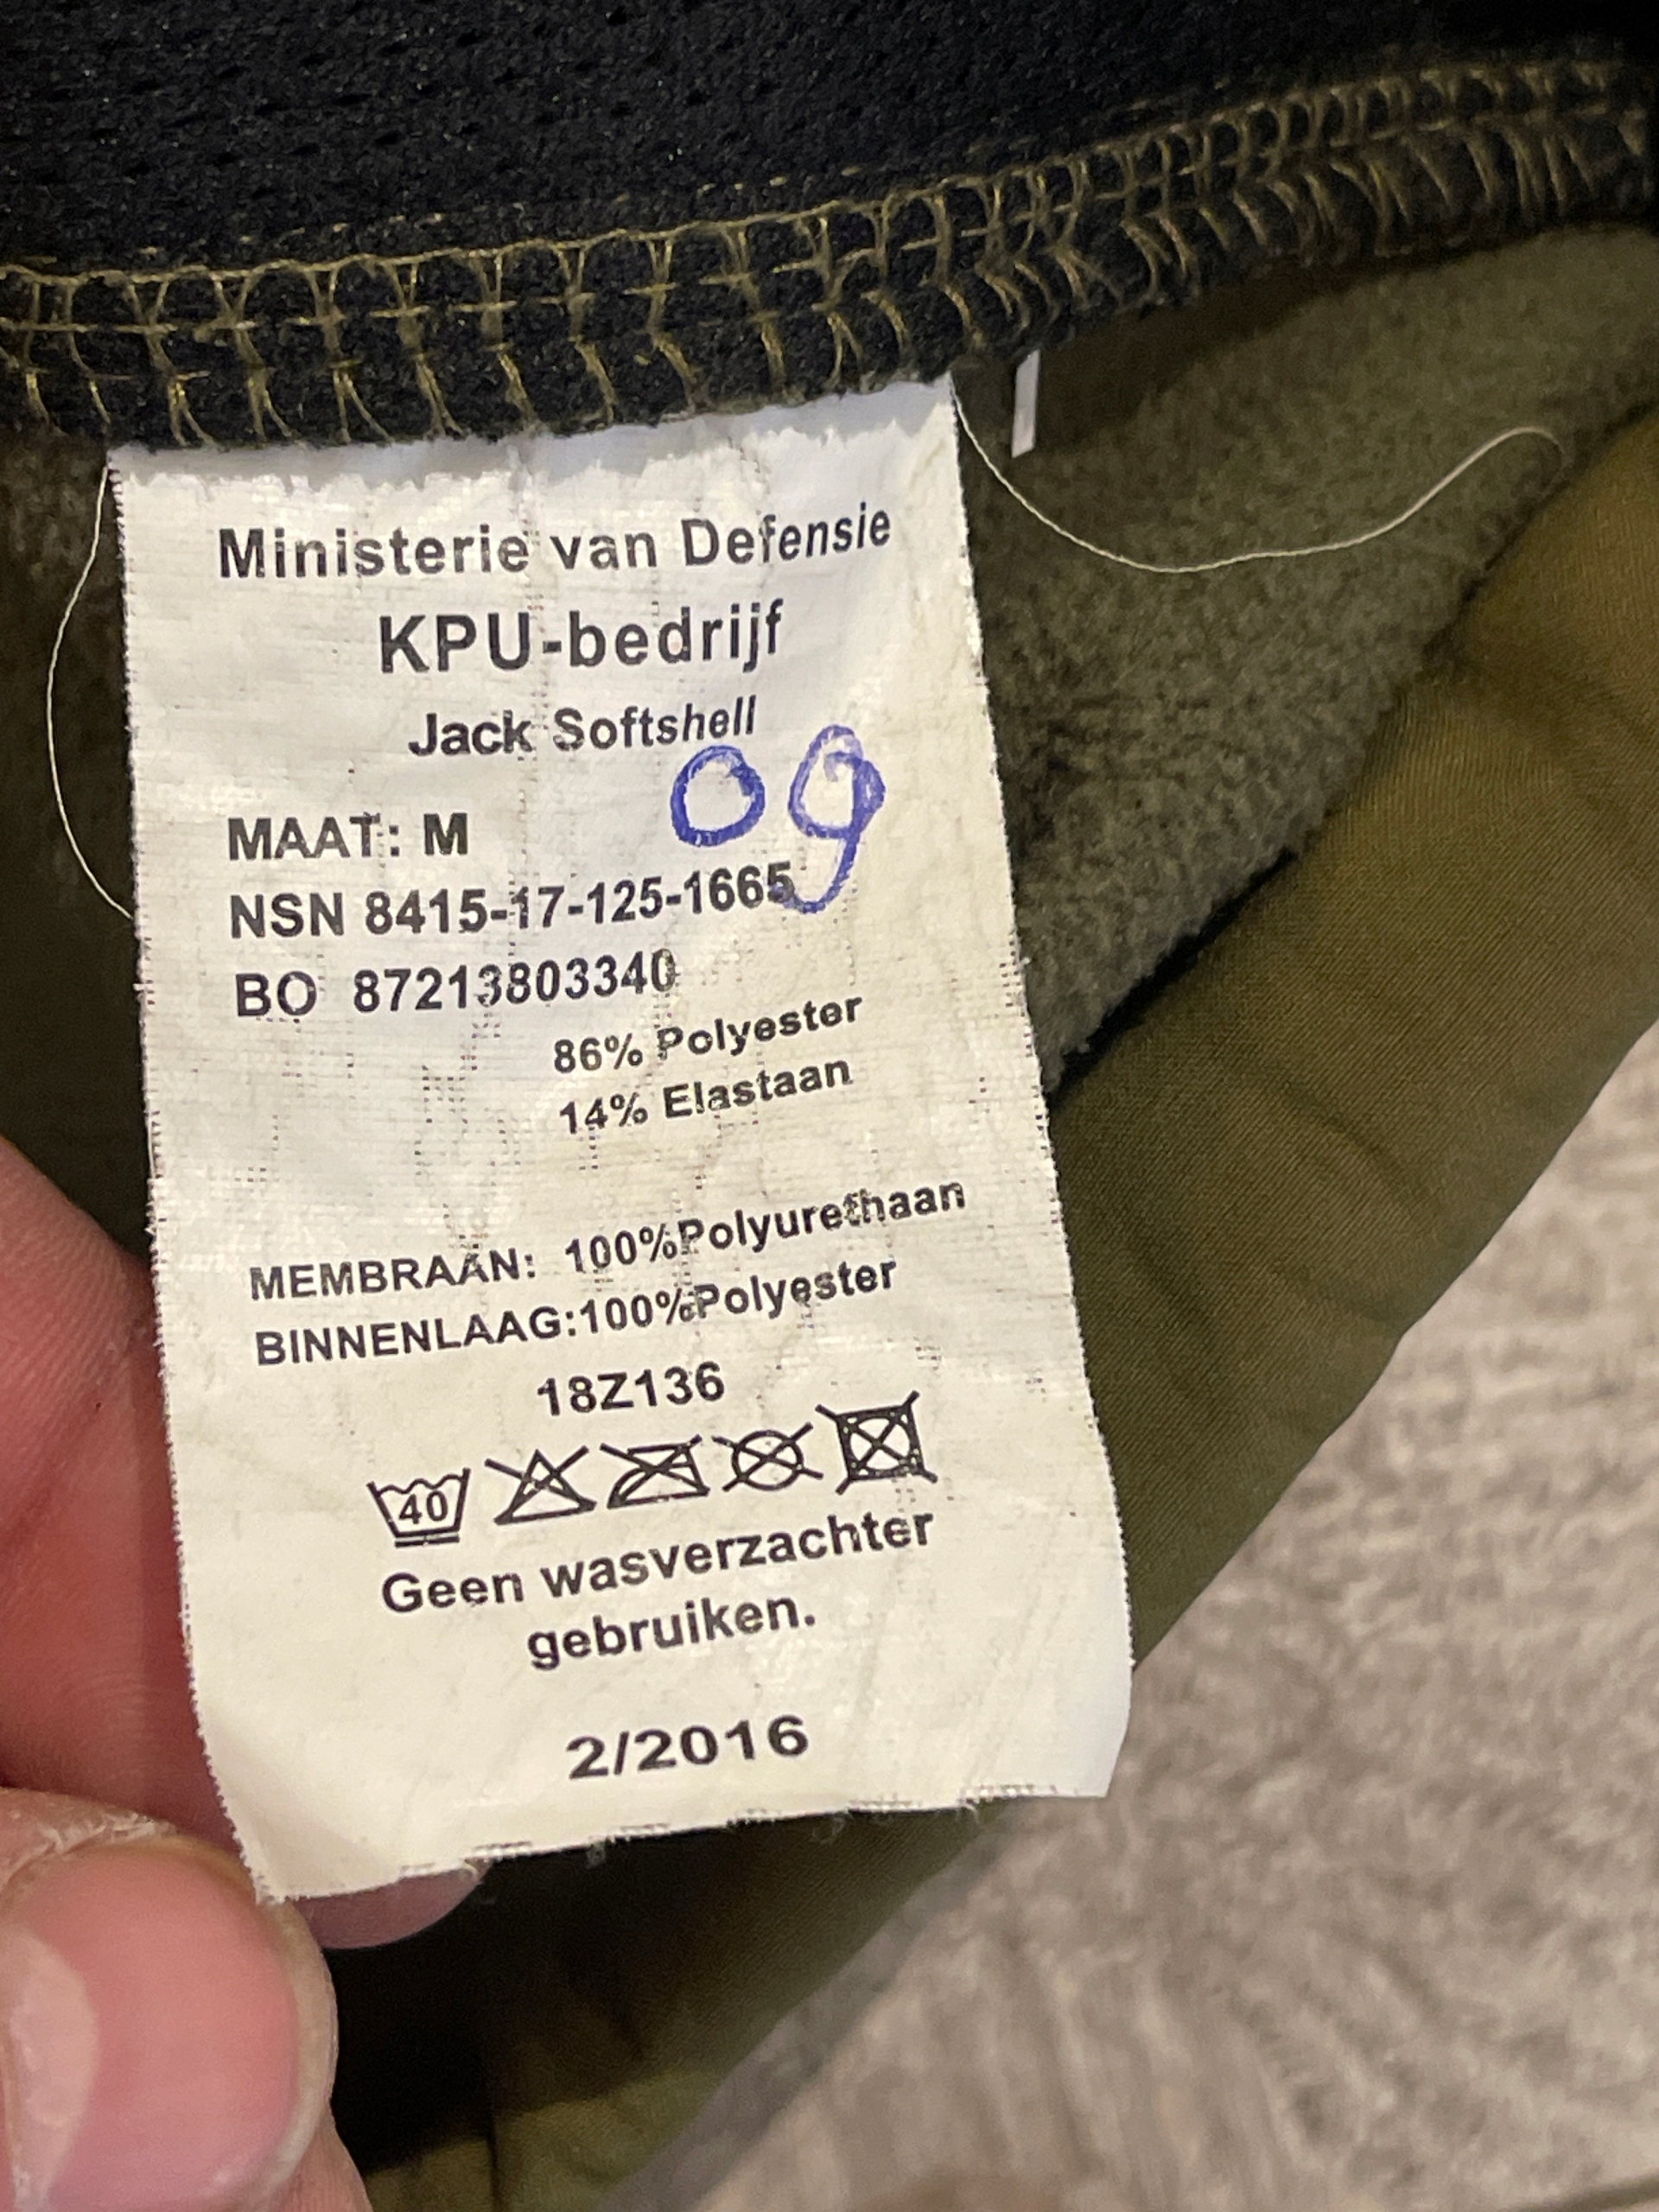 Ministerie van Defensie
KPU-bedrijf
Jack Softshell
09
MAAT: M
NSN 8415-17-125-1665
BO 87213803340
86% Polyester
14% Elastaan
MEMBRAAN: 100%Polyurethaan
BINNENLAAG:100%Polyester
18Z136
40
Geen wasverzachter
gebruiken.
2/2016